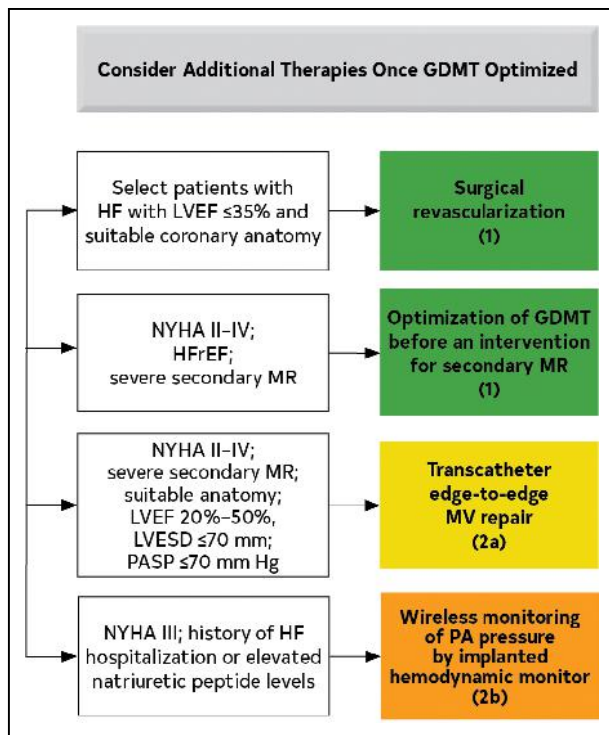 Consider Additional Therapies Once GDMT Optimized
Select patients with
HF with LVEF ≤35% and
suitable coronary anatomy
Surgical
revascularization
(1)
NYHA II–IV;
HFrEF;
severe secondary MR
Optimization of GDMT
before an intervention
for secondary MR
(1)
NYHA II–IV;
severe secondary MR;
suitable anatomy;
LVEF 20%–50%,
LVESD ≤70 mm;
PASP ≤70 mm Hg
Transcatheter
edge-to-edge
MV repair
(2a)
NYHA III; history of HF
hospitalization or elevated
natriuretic peptide levels
Wireless monitoring
of PA pressure
by implanted
hemodynamic monitor
(2b)